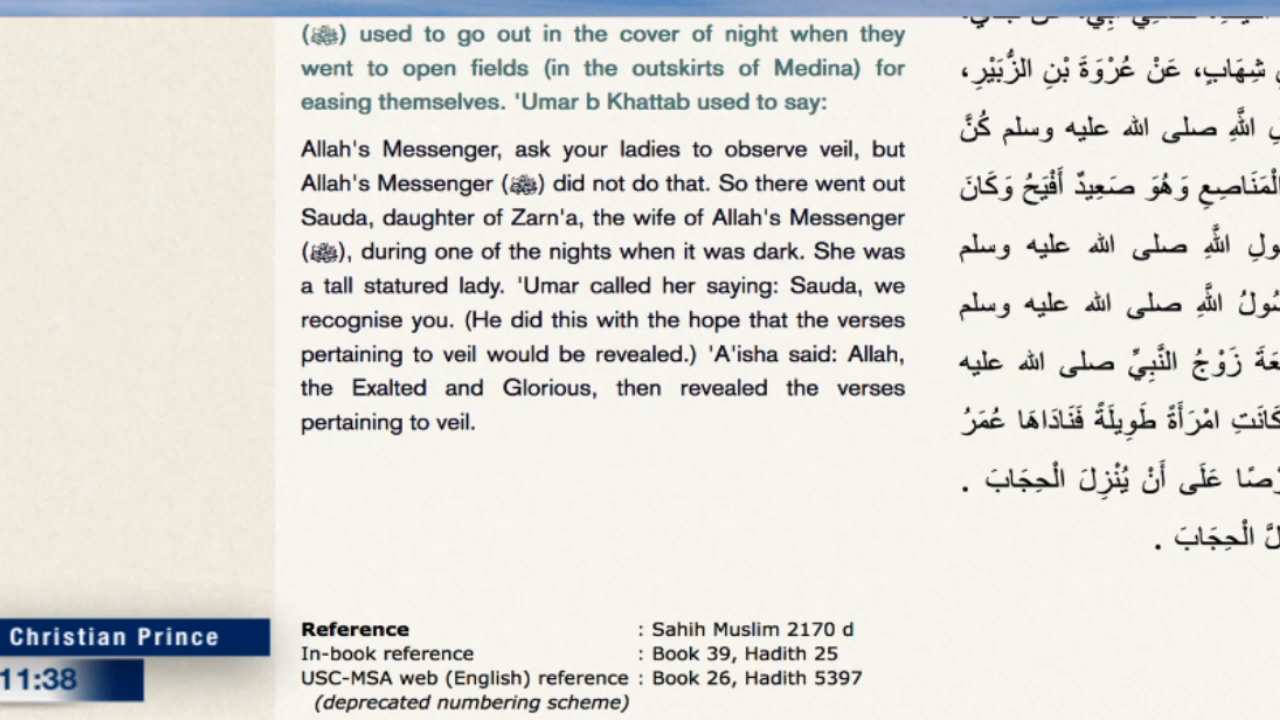 (ﷺ) used to go out in the cover of night when they
went to open fields (in the outskirts of Medina) for
easing themselves. 'Umar b Khattab used to say:
Allah's Messenger, ask your ladies to observe veil, but
Allah's Messenger (ﷺ) did not do that. So there went out
Sauda, daughter of Zarn'a, the wife of Allah's Messenger
(ﷺ), during one of the nights when it was dark. She was
a tall statured lady. 'Umar called her saying: Sauda, we
recognise you. (He did this with the hope that the verses
pertaining to veil would be revealed.) 'A'isha said: Allah,
the Exalted and Glorious, then revealed the verses
pertaining to veil.
شِهَابٍ، عَنْ عُرْوَةَ بْنِ الزُّبَيْرِ،
اللَّهِ صلى الله عليه وسلم كُنَّ
الْمَنَاصِعِ وَهُوَ صَعِيدٌ أَفْيَحُ وَكَانَ
اللَّهِ صلى الله عليه وسلم
اللَّهِ صلى الله عليه وسلم
زَوْجُ النَّبِيِّ صلى الله عليه
كَانَتِ امْرَأَةً طَوِيلَةً فَنَادَاهَا عُمَرُ
عَلَى أَنْ يُنْزِلَ الْحِجَابَ .
الْحِجَابَ .
Reference : Sahih Muslim 2170 d
In-book reference : Book 39, Hadith 25
USC-MSA web (English) reference : Book 26, Hadith 5397
(deprecated numbering scheme)
Christian Prince
11:38